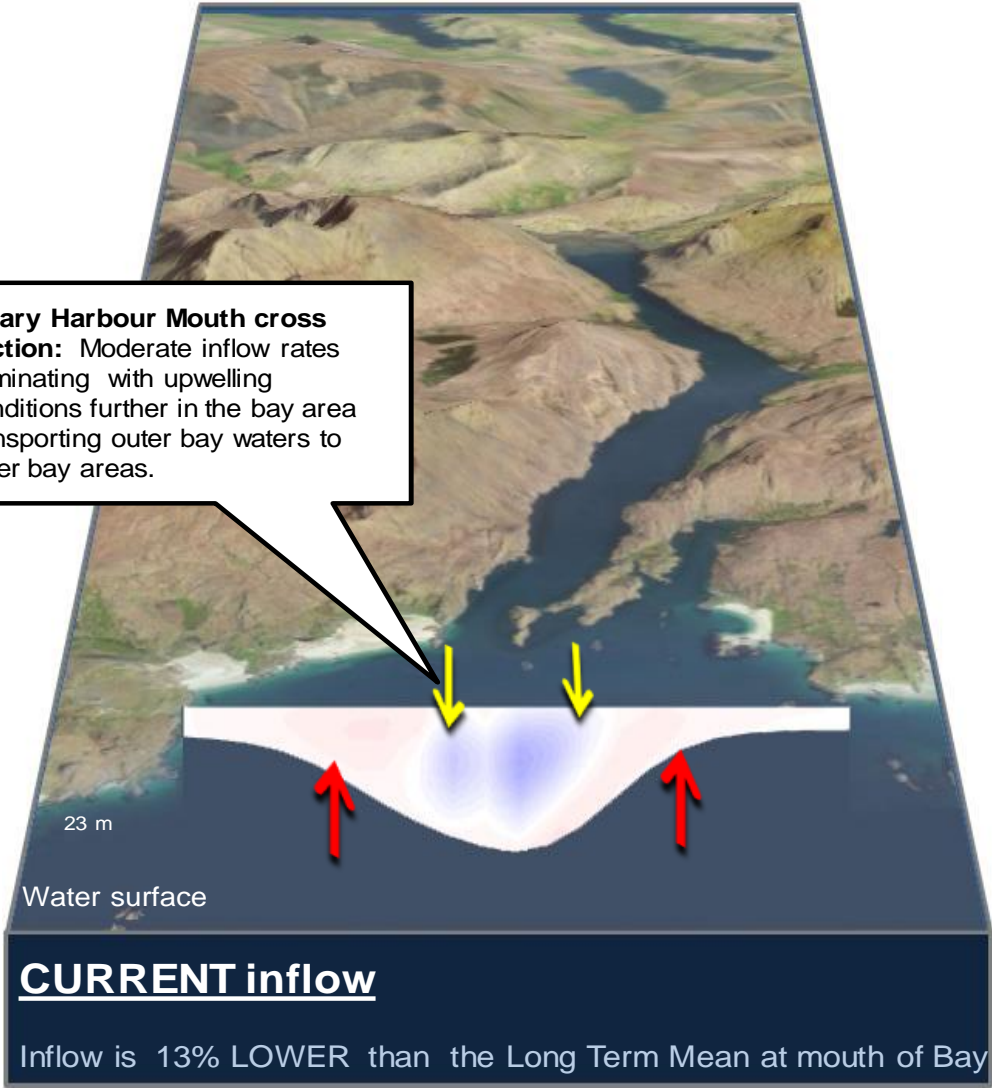 ary Harbour Mouth cross
ction: Moderate inflow rates
minating with upwelling
nditions further in the bay area
nsporting outer bay waters to
er bay areas.
23 m
Water surface
CURRENT inflow
Inflow is 13% LOWER than the Long Term Mean at mouth of Bay